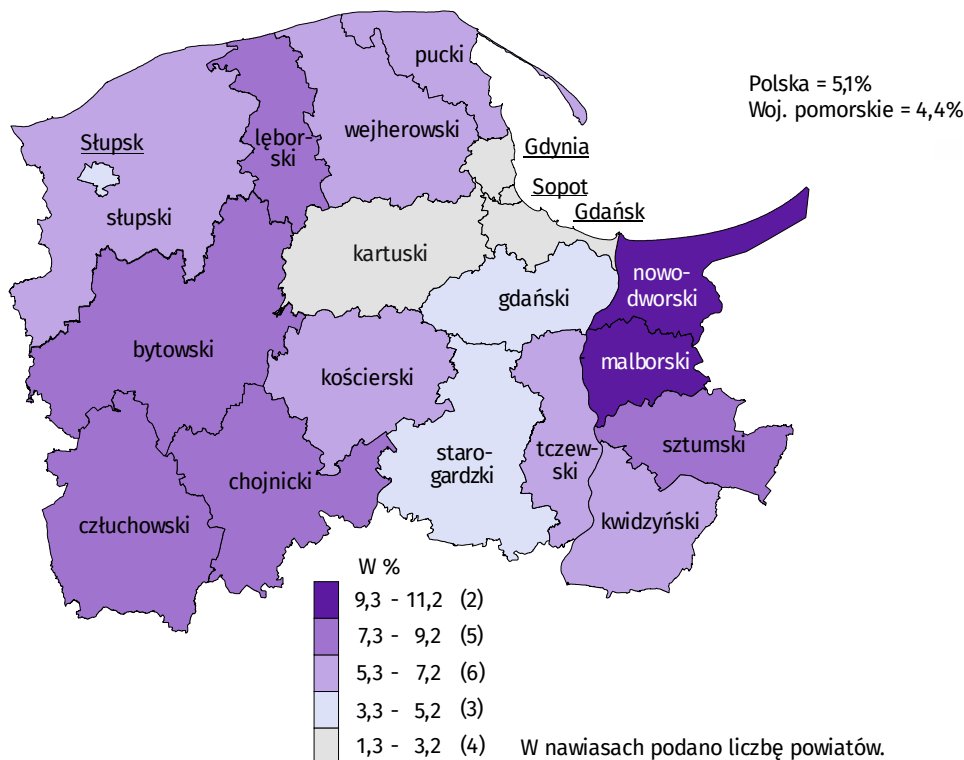 pucki
Polska = 5,1%
Woj. pomorskie = 4,4%
Słupsk
lębor-
ski
wejherowski
Gdynia
Sopot
Gdańsk
słupski
kartuski
gdański
nowo-
dworski
bytowski
kościerski
malborski
staro-
gardzki
tczew-
ski
sztumski
chojnicki
człuchowski
kwidzyński
W %
9,3 - 11,2 (2)
7,3 - 9,2 (5)
5,3 - 7,2 (6)
3,3 - 5,2 (3)
1,3 - 3,2 (4)
W nawiasach podano liczbę powiatów.